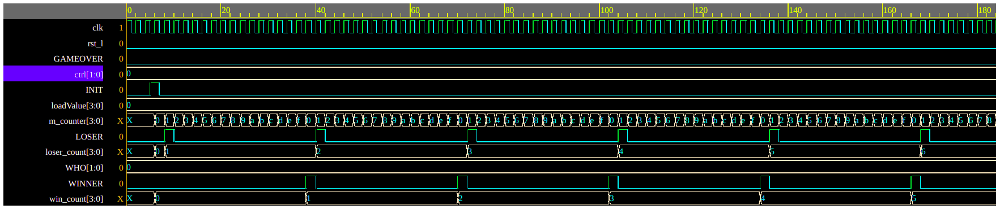 0 20 40 60 80 100 120 140 160 180
clk 1
rst_l 0
GAMEOVER 0
ctrl[1:0] 0 0
INIT 0
loadValue[3:0] 0 0
m_counter[3:0] X X 0 1 2 3 4 5 6 7 8 9 a b c d e f 0 1 2 3 4 5 6 7 8 9 a b c d e f 0 1 2 3 4 5 6 7 8 9 a b c d e f 0 1 2 3 4 5 6 7 8 9 a b c d e f 0 1 2 3 4 5 6 7 8 9 a b c d e f 0 1 2 3 4 5 6 7 8
LOSER 0
loser_count[3:0] X X 0 1 2 3 4 5 6
WHO[1:0] 0 0
WINNER 0
win_count[3:0] X X 0 1 2 3 4 5